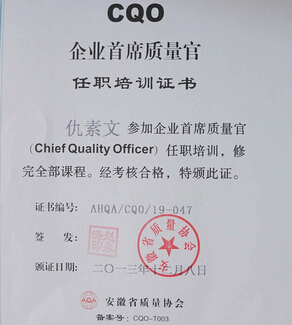 CQO
企业首席质量官
任职培训证书
仇素文 参加企业首席质量官
(Chief Quality Officer) 任职培训，修
完全部课程。经考核合格，特颁此证。
证书编号： AHQA/CQO/19-047
签 发：
安徽省质量协会
颁证日期： 二〇一三年十二月八日
AQA 安徽省质量协会
备案号：CQO-T003